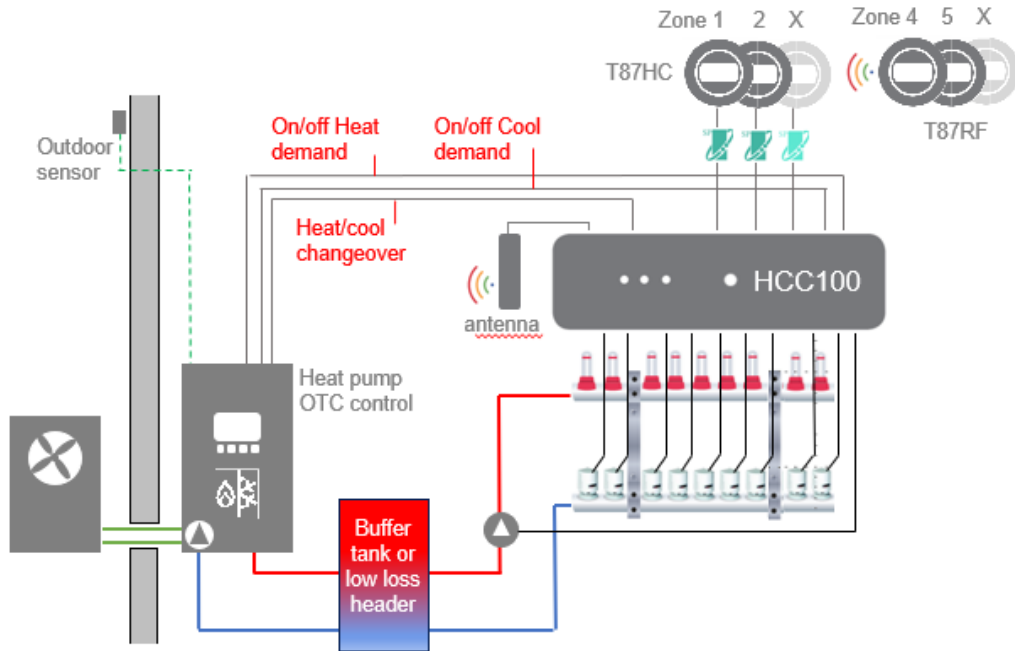 Zone 1 2 X
Zone 4 5 X
T87HC
T87RF
On/off Heat
demand
On/off Cool
demand
Outdoor
sensor
Heat/cool
changeover
HCC100
antenna
Heat pump
OTC control
Buffer
tank or
low loss
header